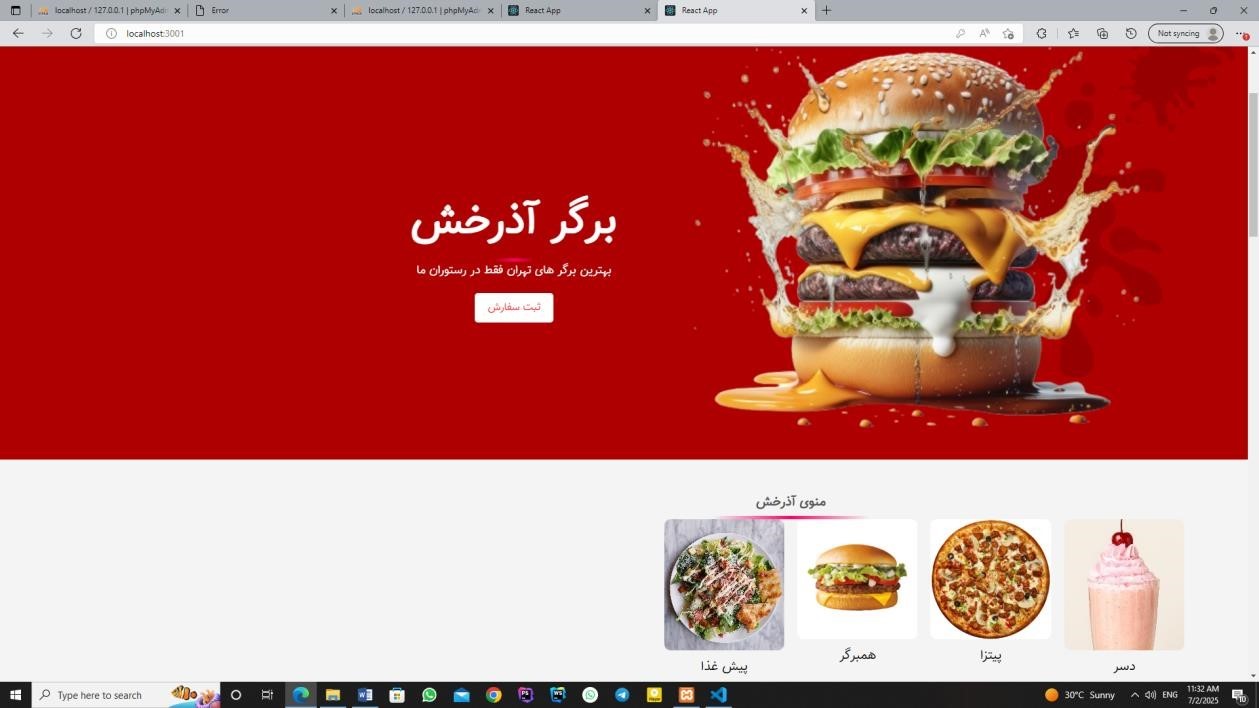 localhost / 127.0.0.1 | phpMyAdm
Error
localhost / 127.0.0.1 | phpMyAdm
React App
React App
localhost:3001
Not syncing
برگر آذرخش
بهترین برگر های تهران فقط در رستوران ما
ثبت سفارش
منوی آذرخش
پیش غذا
همبرگر
پیتزا
دسر
Type here to search
30°C Sunny
ENG
11:32 AM
7/2/2025